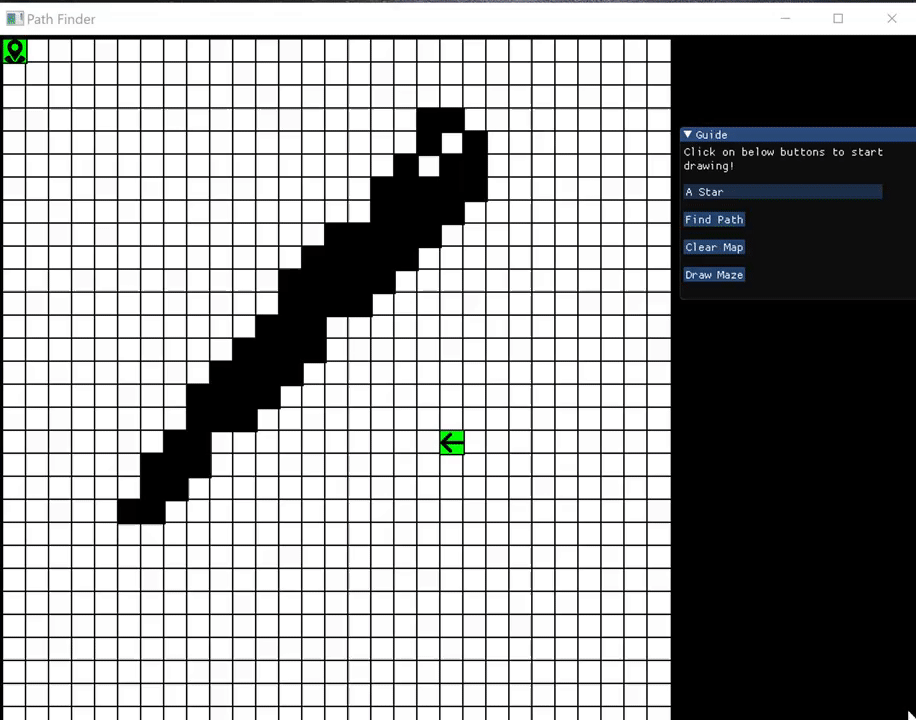 Path Finder
Guide
Click on below buttons to start
drawing!
A Star
Find Path
Clear Map
Draw Maze